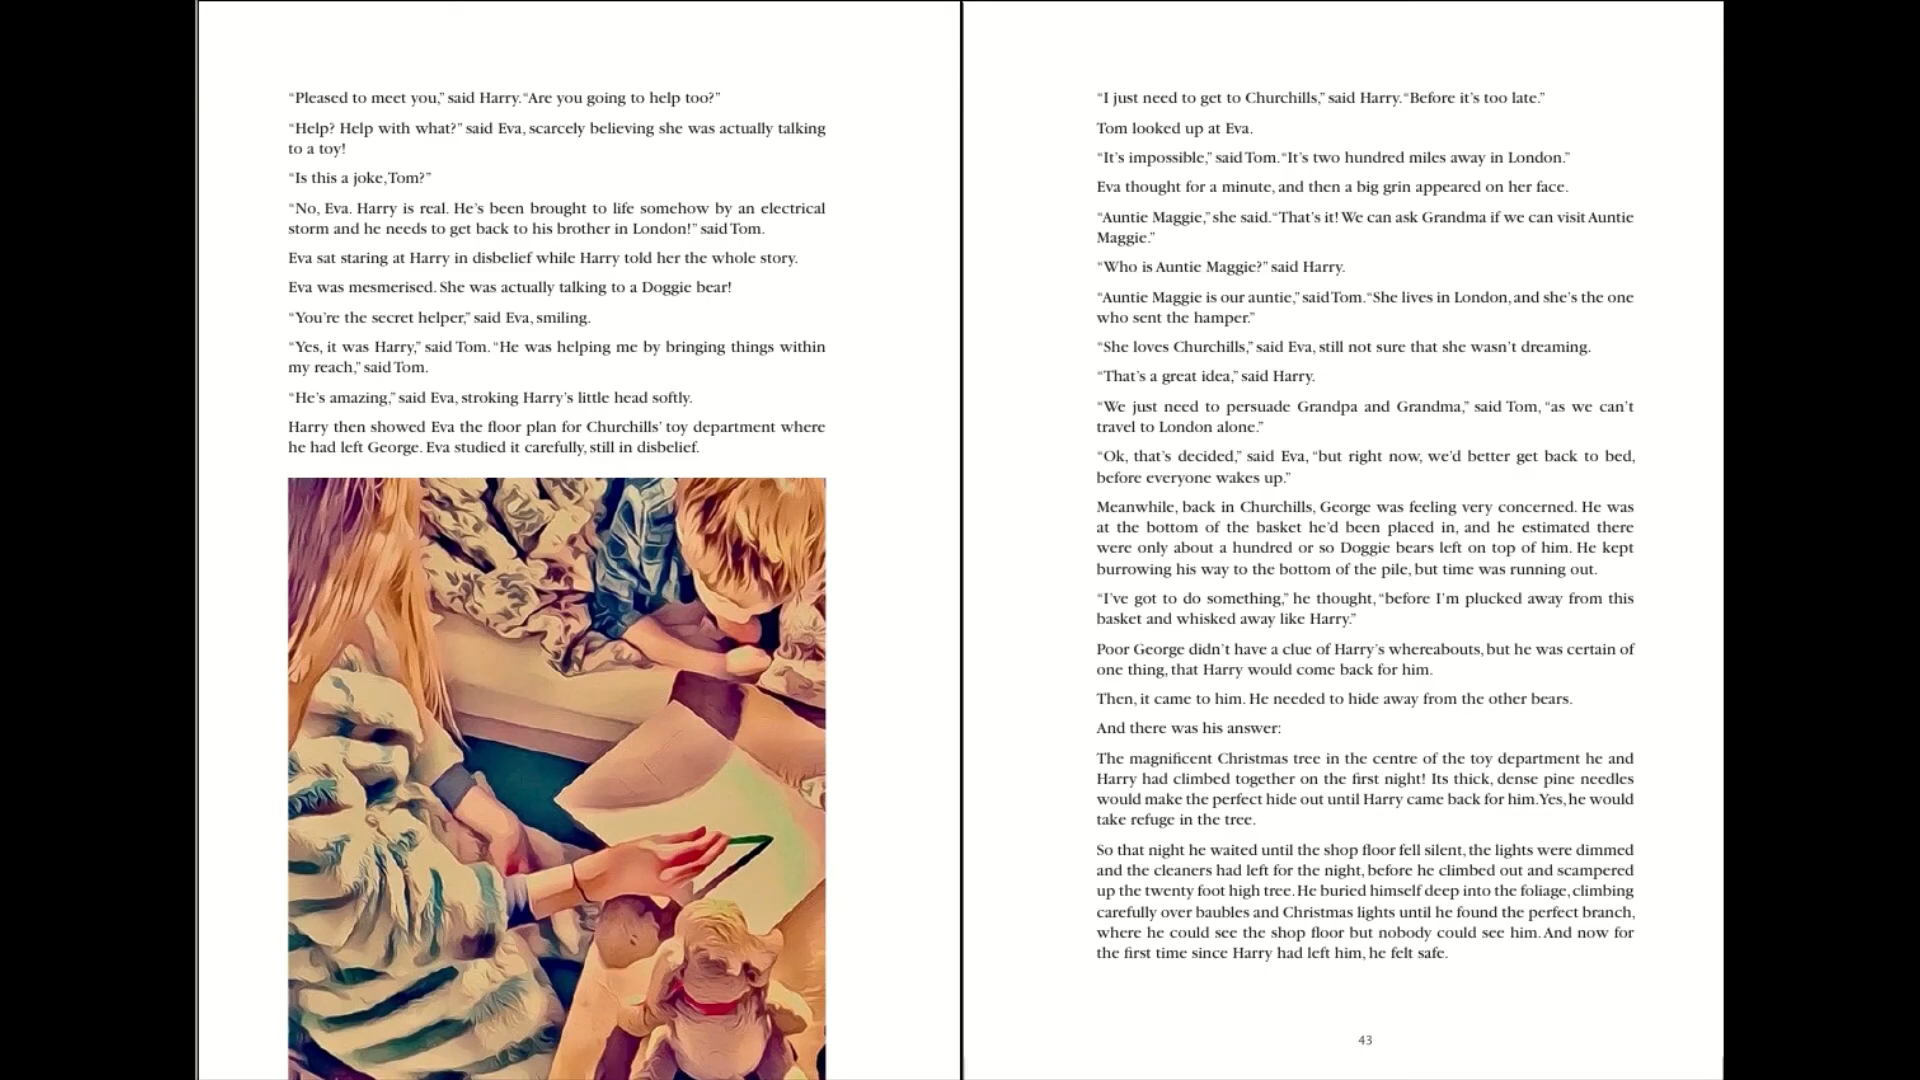 “Pleased to meet you,” said Harry. “Are you going to help too?”
“Help? Help with what?” said Eva, scarcely believing she was actually talking
to a toy!
“Is this a joke, Tom?”
“No, Eva. Harry is real. He’s been brought to life somehow by an electrical
storm and he needs to get back to his brother in London!” said Tom.
Eva sat staring at Harry in disbelief while Harry told her the whole story.
Eva was mesmerised. She was actually talking to a Doggie bear!
“You’re the secret helper,” said Eva, smiling.
“Yes, it was Harry,” said Tom. “He was helping me by bringing things within
my reach,” said Tom.
“He’s amazing,” said Eva, stroking Harry’s little head softly.
Harry then showed Eva the floor plan for Churchills’ toy department where
he had left George. Eva studied it carefully, still in disbelief.
“I just need to get to Churchills,” said Harry. “Before it’s too late.”
Tom looked up at Eva.
“It’s impossible,” said Tom. “It’s two hundred miles away in London.”
Eva thought for a minute, and then a big grin appeared on her face.
“Auntie Maggie,” she said. “That’s it! We can ask Grandma if we can visit Auntie
Maggie.”
“Who is Auntie Maggie?” said Harry.
“Auntie Maggie is our auntie,” said Tom. “She lives in London, and she’s the one
who sent the hamper.”
“She loves Churchills,” said Eva, still not sure that she wasn’t dreaming.
“That’s a great idea,” said Harry.
“We just need to persuade Grandpa and Grandma,” said Tom, “as we can’t
travel to London alone.”
“Ok, that’s decided,” said Eva, “but right now, we’d better get back to bed,
before everyone wakes up.”
Meanwhile, back in Churchills, George was feeling very concerned. He was
at the bottom of the basket he’d been placed in, and he estimated there
were only about a hundred or so Doggie bears left on top of him. He kept
burrowing his way to the bottom of the pile, but time was running out.
“I’ve got to do something,” he thought, “before I’m plucked away from this
basket and whisked away like Harry.”
Poor George didn’t have a clue of Harry’s whereabouts, but he was certain of
one thing, that Harry would come back for him.
Then, it came to him. He needed to hide away from the other bears.
And there was his answer:
The magnificent Christmas tree in the centre of the toy department he and
Harry had climbed together on the first night! Its thick, dense pine needles
would make the perfect hide out until Harry came back for him. Yes, he would
take refuge in the tree.
So that night he waited until the shop floor fell silent, the lights were dimmed
and the cleaners had left for the night, before he climbed out and scampered
up the twenty foot high tree. He buried himself deep into the foliage, climbing
carefully over baubles and Christmas lights until he found the perfect branch,
where he could see the shop floor but nobody could see him. And now for
the first time since Harry had left him, he felt safe.
43